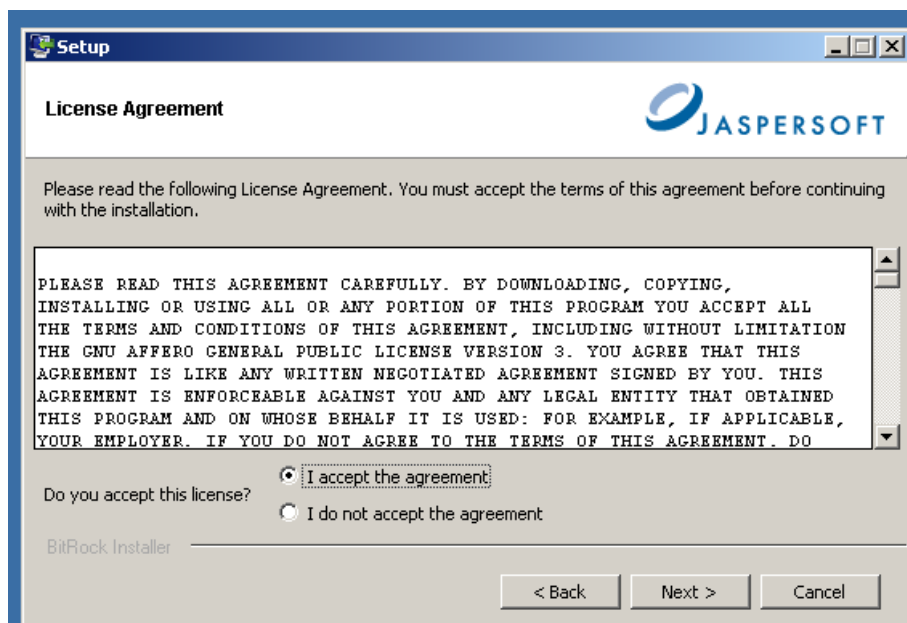 Setup
License Agreement
JASPERSOFT
Please read the following License Agreement. You must accept the terms of this agreement before continuing
with the installation.
PLEASE READ THIS AGREEMENT CAREFULLY. BY DOWNLOADING, COPYING,
INSTALLING OR USING ALL OR ANY PORTION OF THIS PROGRAM YOU ACCEPT ALL
THE TERMS AND CONDITIONS OF THIS AGREEMENT, INCLUDING WITHOUT LIMITATION
THE GNU AFFERO GENERAL PUBLIC LICENSE VERSION 3. YOU AGREE THAT THIS
AGREEMENT IS LIKE ANY WRITTEN NEGOTIATED AGREEMENT SIGNED BY YOU. THIS
AGREEMENT IS ENFORCEABLE AGAINST YOU AND ANY LEGAL ENTITY THAT OBTAINED
THIS PROGRAM AND ON WHOSE BEHALF IT IS USED: FOR EXAMPLE, IF APPLICABLE,
YOUR EMPLOYER. IF YOU DO NOT AGREE TO THE TERMS OF THIS AGREEMENT. DO
Do you accept this license?
I accept the agreement
I do not accept the agreement
BitRock Installer
< Back
Next >
Cancel